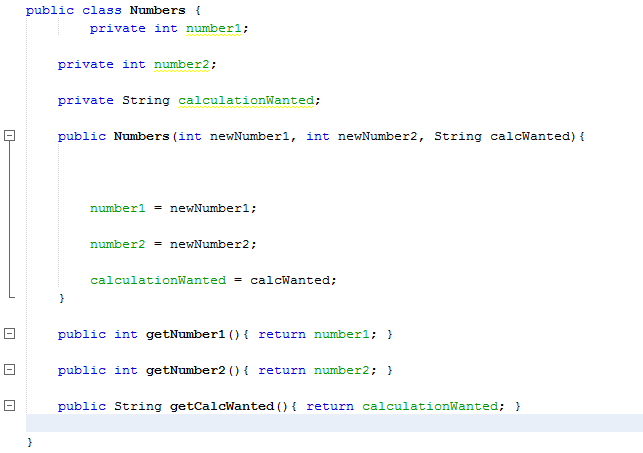 public class Numbers {
private int number1;
private int number2;
private String calculationWanted;
public Numbers(int newNumber1, int newNumber2, String calcWanted){
number1 = newNumber1;
number2 = newNumber2;
calculationWanted = calcWanted;
}
public int getNumber1(){ return number1; }
public int getNumber2(){ return number2; }
public String getCalcWanted(){ return calculationWanted; }
}